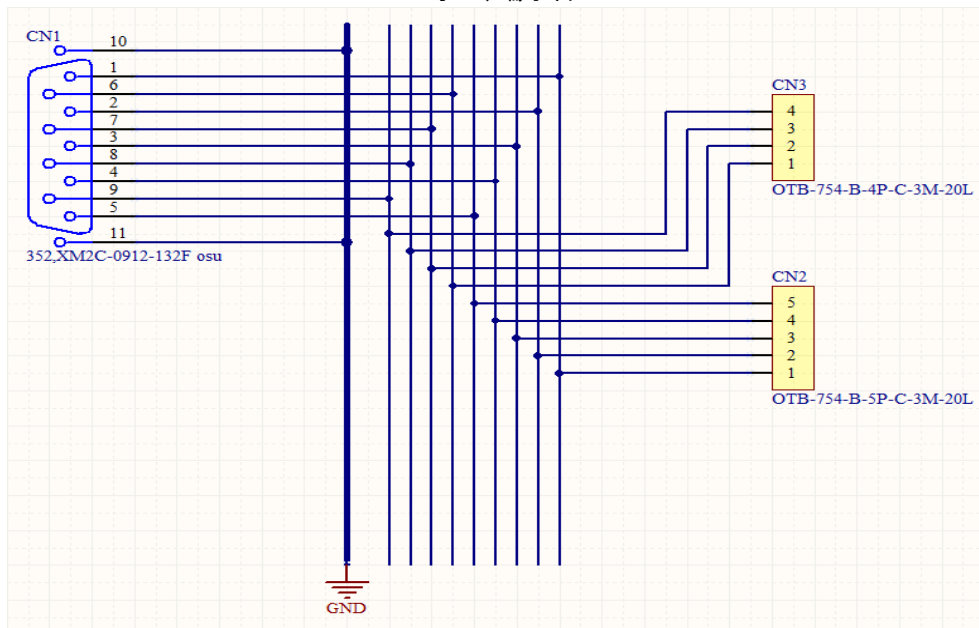 CN1
10
1
6
2
7
3
8
4
9
5
11
352,XM2C-0912-132F osu
CN3
4
3
2
1
OTB-754-B-4P-C-3M-20L
CN2
5
4
3
2
1
OTB-754-B-5P-C-3M-20L
GND